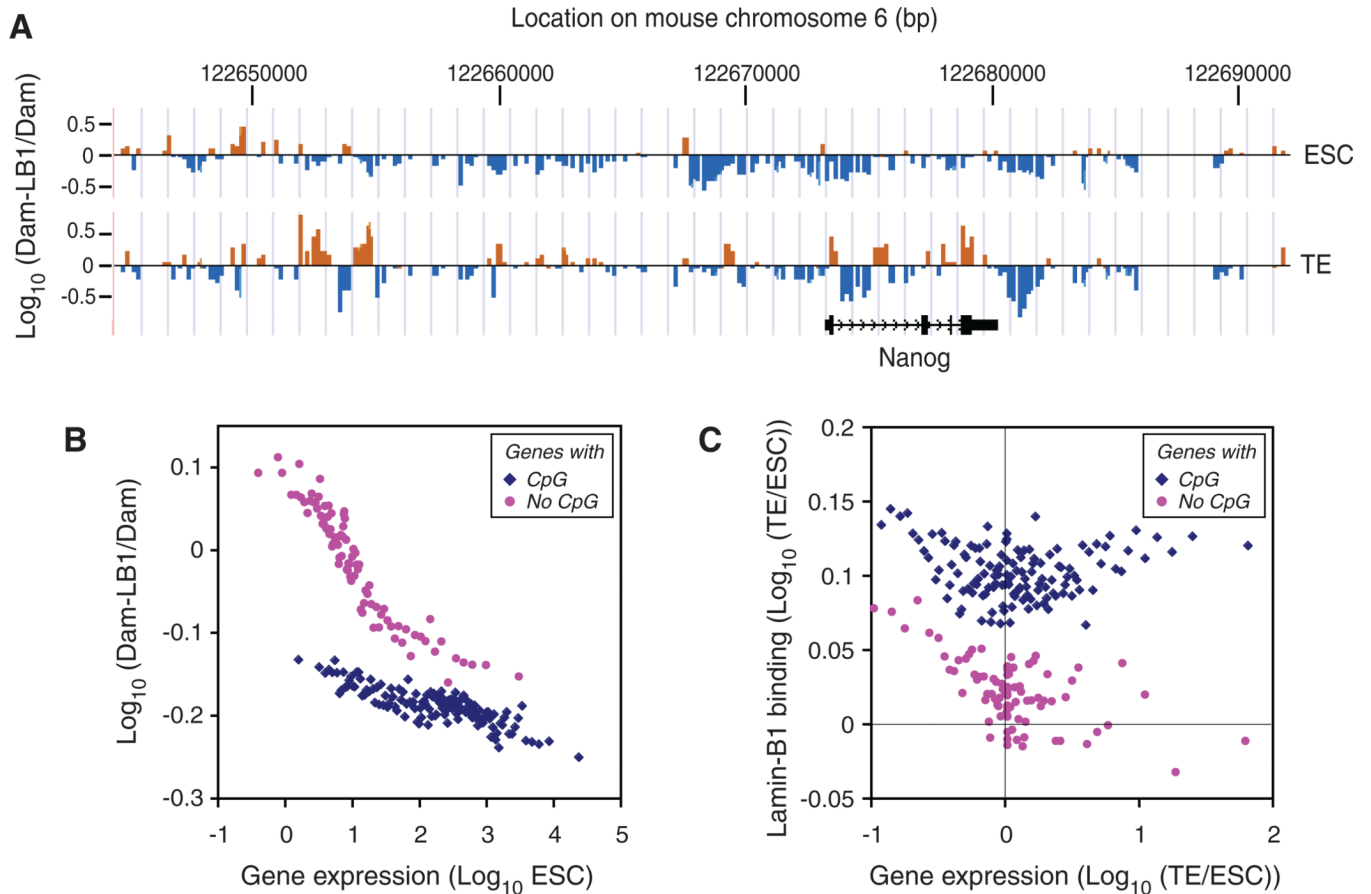 A
Location on mouse chromosome 6 (bp)
122650000 122660000 122670000 122680000 122690000
Log10 (Dam-LB1/Dam)
0.5
0
-0.5
ESC
0.5
0
-0.5
TE
Nanog
B
Log10 (Dam-LB1/Dam)
0.1
0
-0.1
-0.2
-0.3
Genes with
CpG
No CpG
-1 0 1 2 3 4 5
Gene expression (Log10 ESC)
C
Lamin-B1 binding (Log10 (TE/ESC))
0.2
0.15
0.1
0.05
0
-0.05
Genes with
CpG
No CpG
-1 0 1 2
Gene expression (Log10 (TE/ESC))